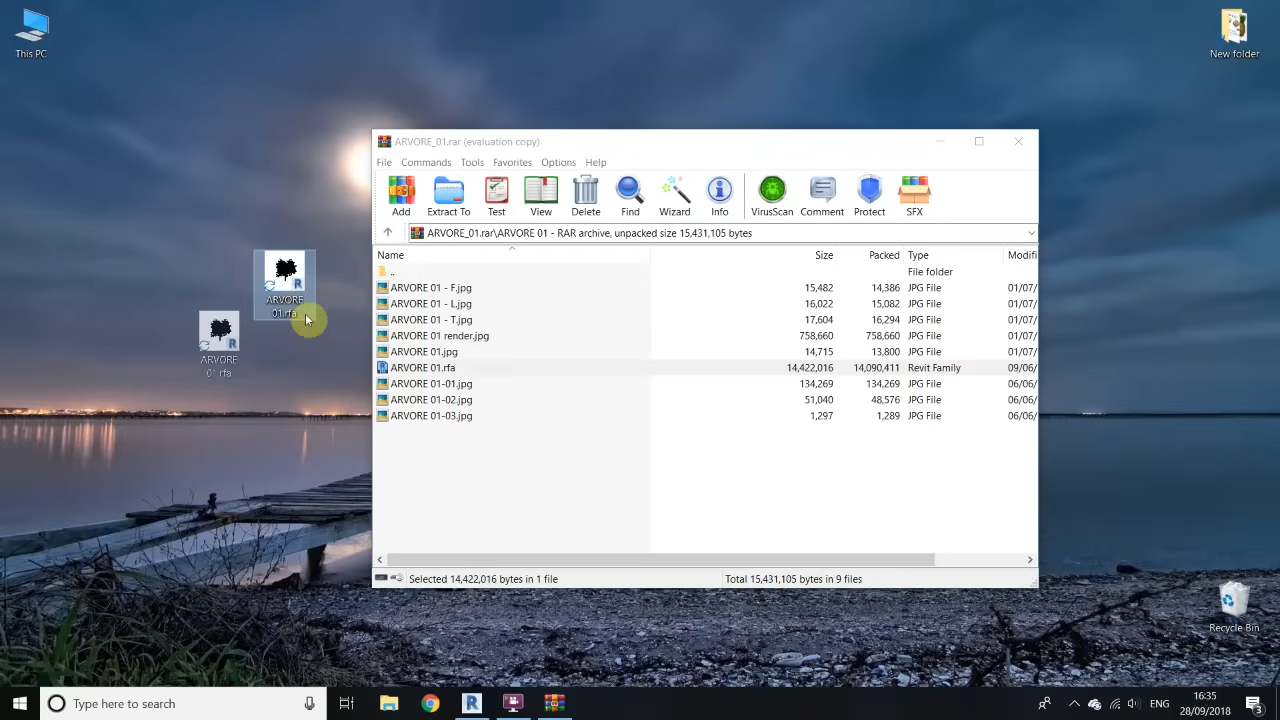 This PC
New folder
ARVORE_01.rar (evaluation copy)
File Commands Tools Favorites Options Help
Add Extract To Test View Delete Find Wizard Info VirusScan Comment Protect SFX
ARVORE_01.rar\ARVORE 01 - RAR archive, unpacked size 15,431,105 bytes
Name Size Packed Type Modifi
.. File folder
ARVORE 01 - F.jpg 15,482 14,386 JPG File 01/07/
ARVORE 01 - L.jpg 16,022 15,082 JPG File 01/07/
ARVORE 01 - T.jpg 17,604 16,294 JPG File 01/07/
ARVORE 01 render.jpg 758,660 758,660 JPG File 01/07/
ARVORE 01.jpg 14,715 13,800 JPG File 01/07/
ARVORE 01.rfa 14,422,016 14,090,411 Revit Family 09/06/
ARVORE 01-01.jpg 134,269 134,269 JPG File 06/06/
ARVORE 01-02.jpg 51,040 48,576 JPG File 06/06/
ARVORE 01-03.jpg 1,297 1,289 JPG File 06/06/
ARVORE
01.rfa
ARVORE
01.rfa
Selected 14,422,016 bytes in 1 file Total 15,431,105 bytes in 9 files
Recycle Bin
Type here to search
ENG
16:35
28/09/2018
3